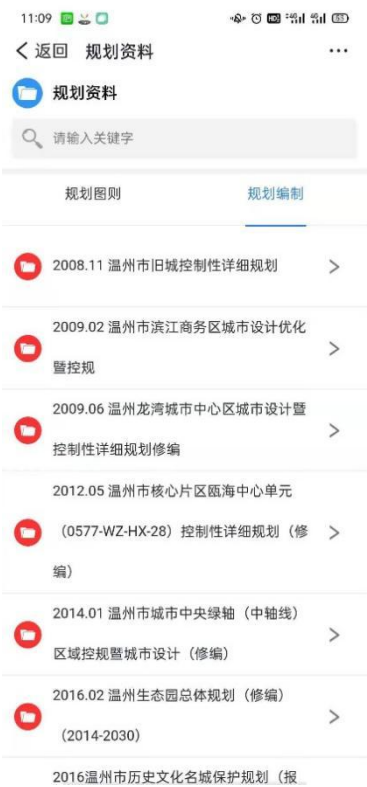 11:09
返回 规划资料
规划资料
请输入关键字
规划图则 规划编制
2008.11 温州市旧城控制性详细规划
2009.02 温州市滨江商务区城市设计优化
暨控规
2009.06 温州龙湾城市中心区城市设计暨
控制性详细规划修编
2012.05 温州市核心片区瓯海中心单元
（0577-WZ-HX-28）控制性详细规划（修
编）
2014.01 温州市城市中央绿轴（中轴线）
区域控规暨城市设计（修编）
2016.02 温州生态园总体规划（修编）
（2014-2030）
2016温州市历史文化名城保护规划（报